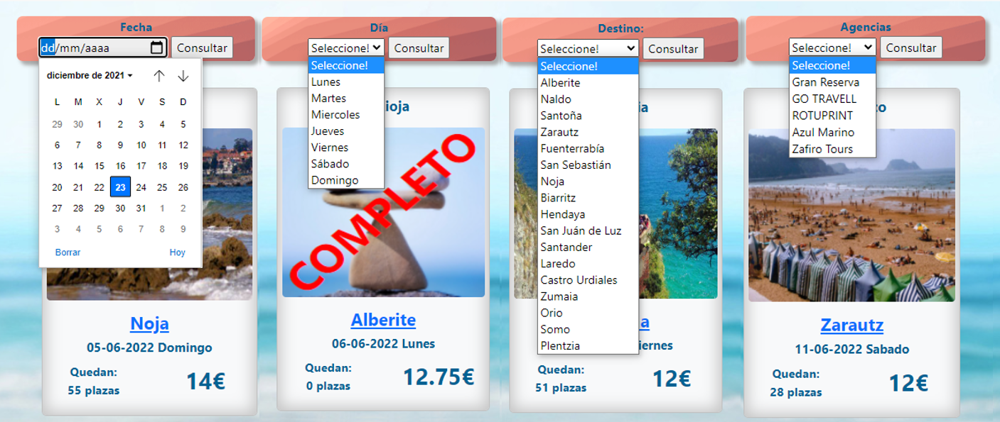 Fecha
dd/mm/aaaa
Consultar
diciembre de 2021
L M X J V S D
29 30 1 2 3 4 5
6 7 8 9 10 11 12
13 14 15 16 17 18 19
20 21 22 23 24 25 26
27 28 29 30 31 1 2
3 4 5 6 7 8 9
Borrar Hoy
Noja
05-06-2022 Domingo
Quedan:
55 plazas
14€
Día
Seleccione!
Consultar
Seleccione!
Lunes
Martes
Miercoles
Jueves
Viernes
Sábado
Domingo
ioja
COMPLETO
Alberite
06-06-2022 Lunes
Quedan:
0 plazas
12.75€
Destino:
Seleccione!
Consultar
Seleccione!
Alberite
Naldo
Santoña
Zarautz
Fuenterrabía
San Sebastián
Noja
Biarritz
Hendaya
San Juán de Luz
Santander
Laredo
Castro Urdiales
Zumaia
Orio
Somo
Plentzia
ia
a
iernes
Quedan:
51 plazas
12€
Agencias
Seleccione!
Consultar
Seleccione!
Gran Reserva
GO TRAVELL
ROTUPRINT
Azul Marino
Zafiro Tours
to
Zarautz
11-06-2022 Sabado
Quedan:
28 plazas
12€